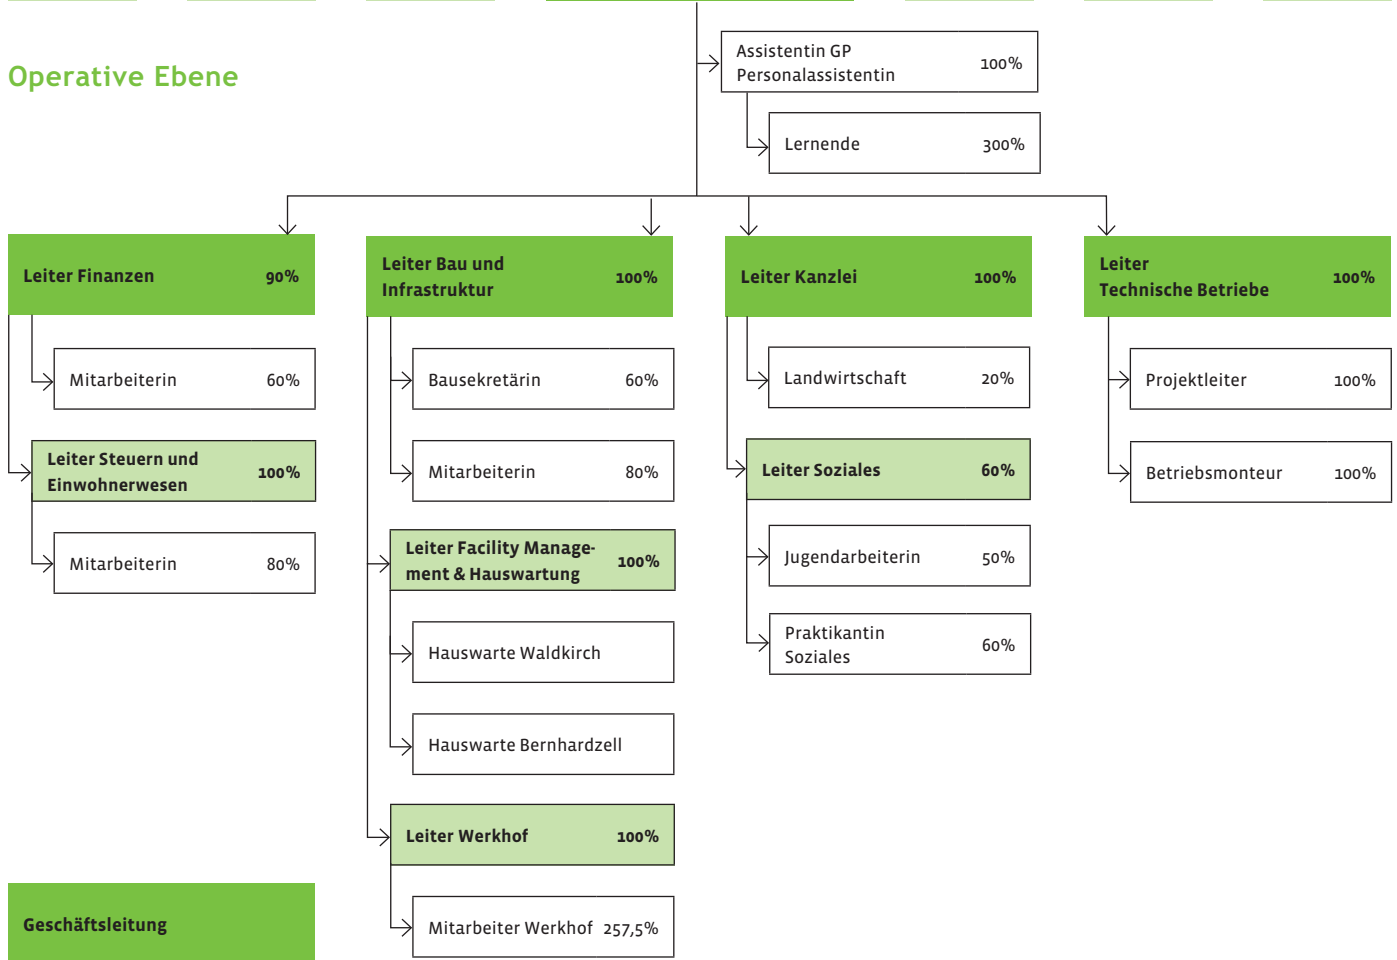 Operative Ebene
Assistentin GP
Personalassistentin 100%
Lernende 300%
Leiter Finanzen 90%
Mitarbeiterin 60%
Leiter Steuern und
Einwohnerwesen 100%
Mitarbeiterin 80%
Leiter Bau und
Infrastruktur 100%
Bausekretärin 60%
Mitarbeiterin 80%
Leiter Facility Manage-
ment & Hauswartung 100%
Hauswarte Waldkirch
Hauswarte Bernhardzell
Leiter Werkhof 100%
Mitarbeiter Werkhof 257,5%
Leiter Kanzlei 100%
Landwirtschaft 20%
Leiter Soziales 60%
Jugendarbeiterin 50%
Praktikantin
Soziales 60%
Leiter
Technische Betriebe 100%
Projektleiter 100%
Betriebsmonteur 100%
Geschäftsleitung